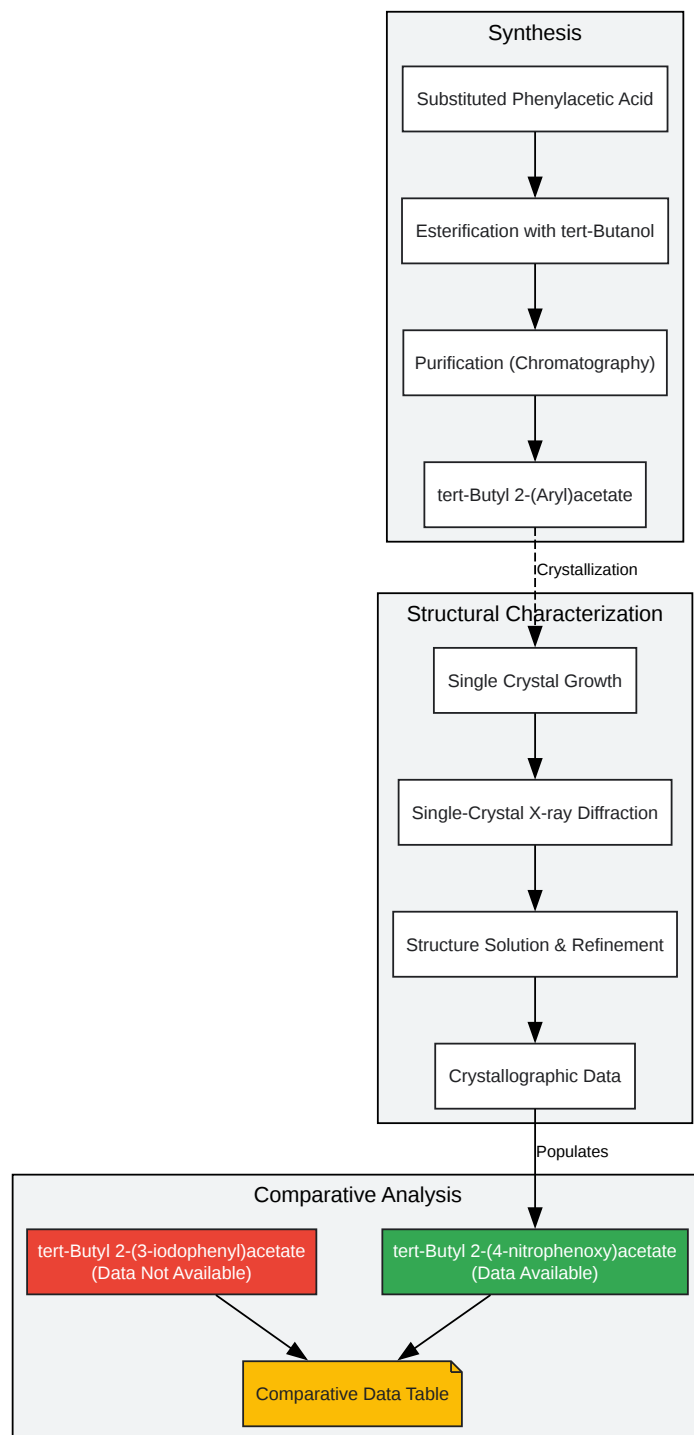 Synthesis
Substituted Phenylacetic Acid
Esterification with tert-Butanol
Purification (Chromatography)
tert-Butyl 2-(Aryl)acetate
Crystallization
Structural Characterization
Single Crystal Growth
Single-Crystal X-ray Diffraction
Structure Solution & Refinement
Crystallographic Data
Populates
Comparative Analysis
tert-Butyl 2-(3-iodophenyl)acetate
(Data Not Available)
tert-Butyl 2-(4-nitrophenoxy)acetate
(Data Available)
Comparative Data Table